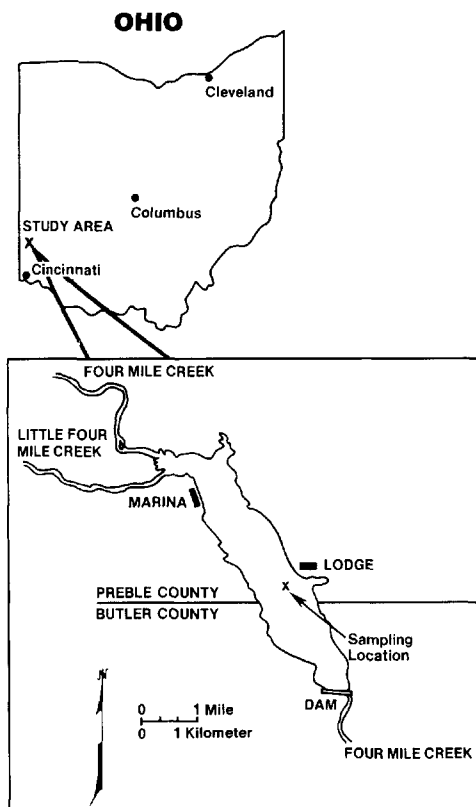 OHIO
Cleveland
Columbus
STUDY AREA
X
Cincinnati
FOUR MILE CREEK
LITTLE FOUR
MILE CREEK
MARINA
LODGE
X
PREBLE COUNTY
BUTLER COUNTY
Sampling
Location
N
0 1 Mile
0 1 Kilometer
DAM
FOUR MILE CREEK